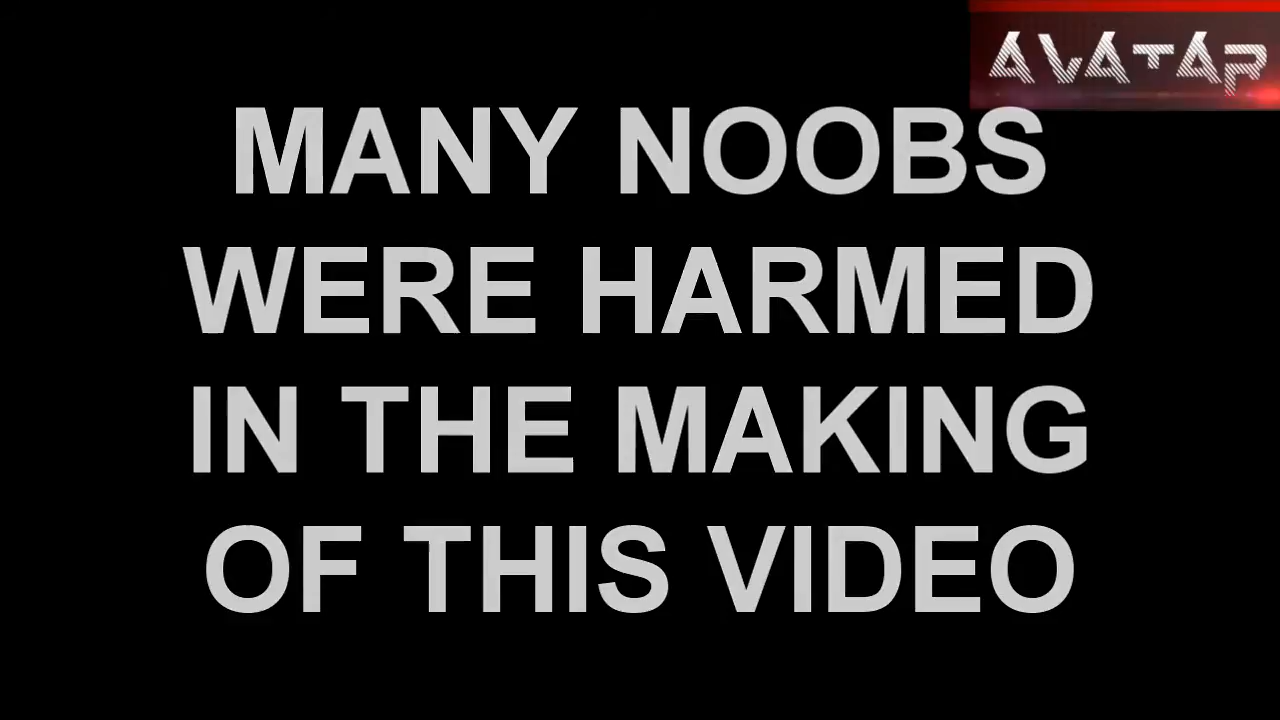 AVATAR
MANY NOOBS
WERE HARMED
IN THE MAKING
OF THIS VIDEO